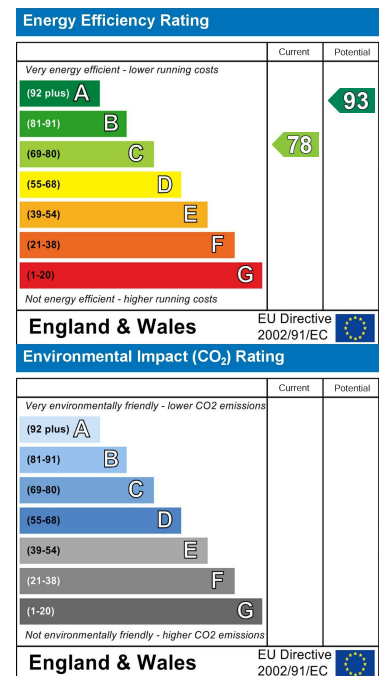 Energy Efficiency Rating
Current Potential
Very energy efficient - lower running costs
(92 plus) A
93
(81-91) B
(69-80) C
78
(55-68) D
(39-54) E
(21-38) F
(1-20) G
Not energy efficient - higher running costs
England & Wales
EU Directive
2002/91/EC
Environmental Impact (CO₂) Rating
Current Potential
Very environmentally friendly - lower CO2 emissions
(92 plus) A
(81-91) B
(69-80) C
(55-68) D
(39-54) E
(21-38) F
(1-20) G
Not environmentally friendly - higher CO2 emissions
England & Wales
EU Directive
2002/91/EC